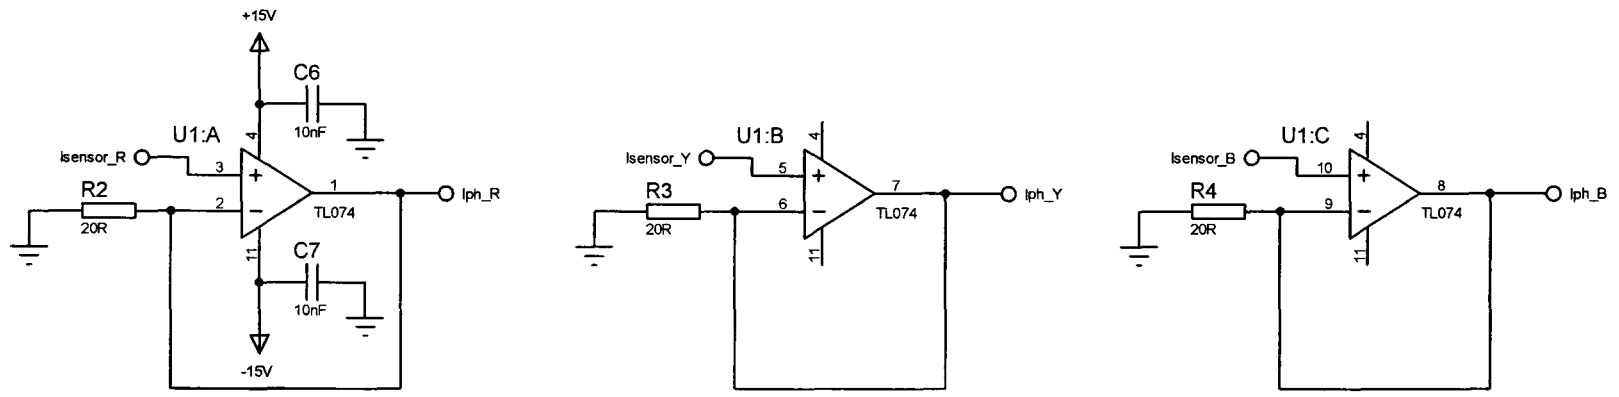 +15V
C6
10nF
U1:A
4
Isensor_R
3
+
1
Iph_R
R2
2
-
TL074
20R
11
C7
10nF
-15V
U1:B
4
Isensor_Y
5
+
7
Iph_Y
R3
6
-
TL074
20R
11
U1:C
4
Isensor_B
10
+
8
Iph_B
R4
9
-
TL074
20R
11